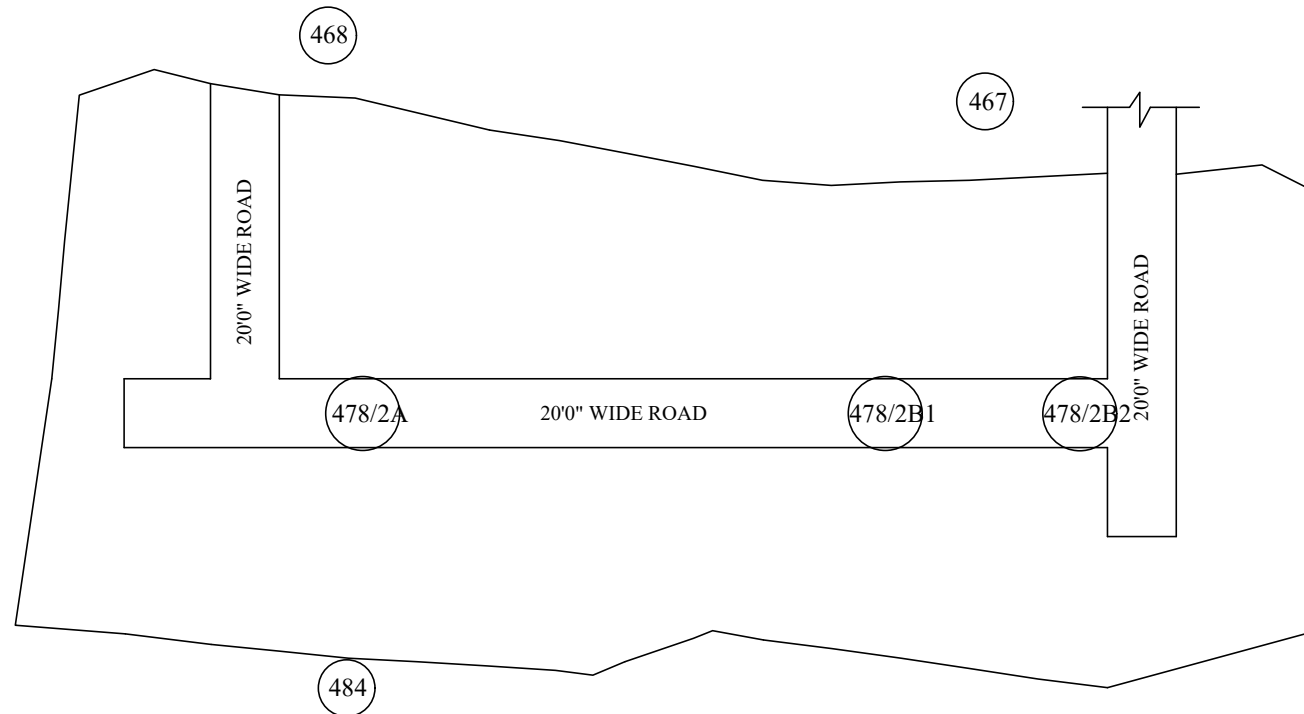 468
467
20'0" WIDE ROAD
20'0" WIDE ROAD
478/2A
20'0" WIDE ROAD
478/2B1
478/2B2
484